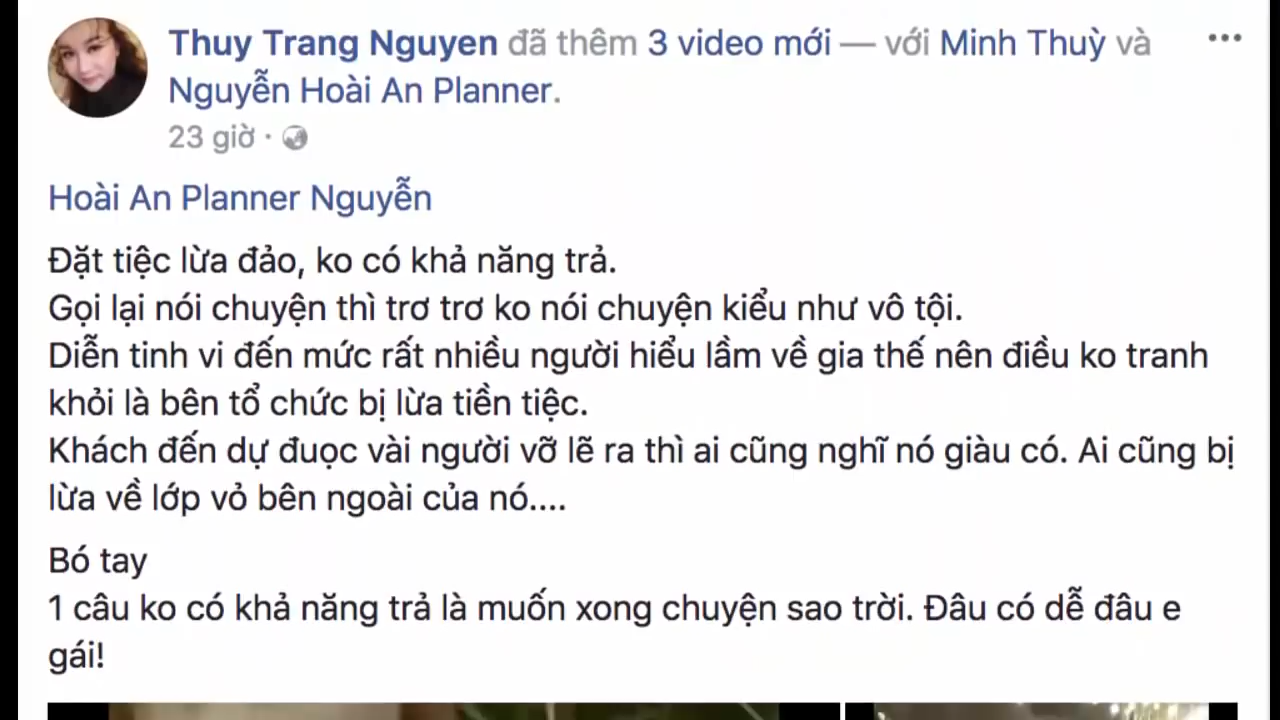 Thuy Trang Nguyen đã thêm 3 video mới — với Minh Thuỳ và
Nguyễn Hoài An Planner.
23 giờ ·
Hoài An Planner Nguyễn
Đặt tiệc lừa đảo, ko có khả năng trả.
Gọi lại nói chuyện thì trơ trơ ko nói chuyện kiểu như vô tội.
Diễn tinh vi đến mức rất nhiều người hiểu lầm về gia thế nên điều ko tranh
khỏi là bên tổ chức bị lừa tiền tiệc.
Khách đến dự đuọc vài người vỡ lẽ ra thì ai cũng nghĩ nó giàu có. Ai cũng bị
lừa về lớp vỏ bên ngoài của nó....
Bó tay
1 câu ko có khả năng trả là muốn xong chuyện sao trời. Đâu có dễ đâu e
gái!